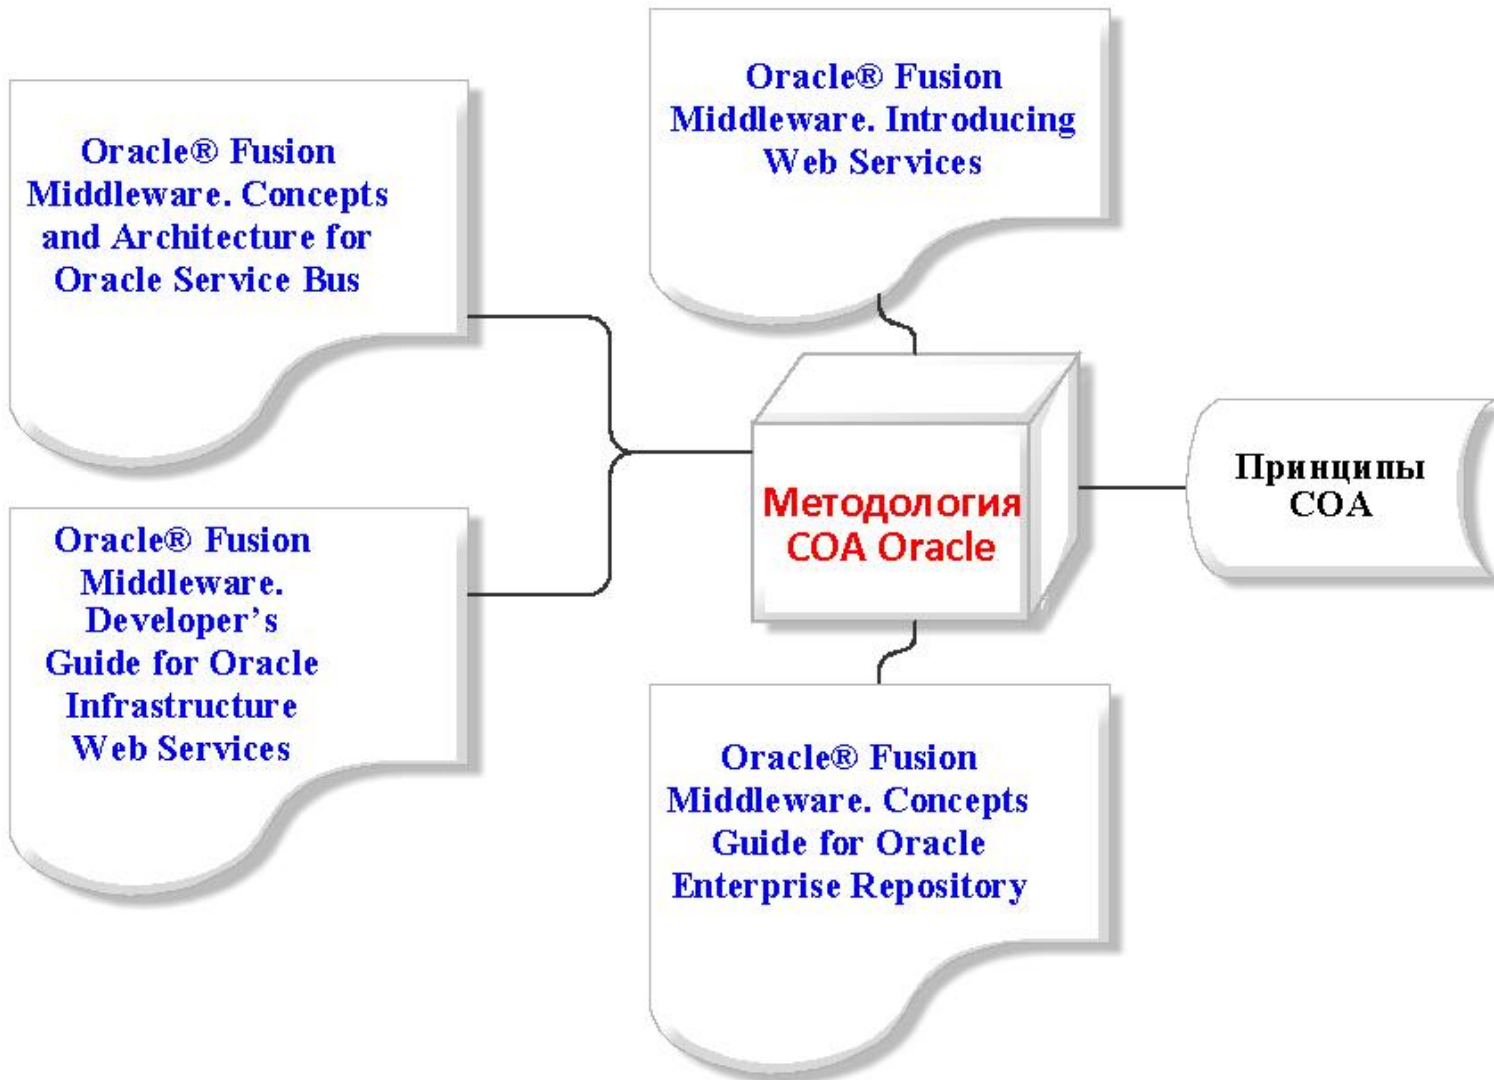 Oracle® Fusion
Middleware. Concepts
and Architecture for
Oracle Service Bus
Oracle® Fusion
Middleware. Introducing
Web Services
Методология
СОА Oracle
Принципы
СОА
Oracle® Fusion
Middleware.
Developer’s
Guide for Oracle
Infrastructure
Web Services
Oracle® Fusion
Middleware. Concepts
Guide for Oracle
Enterprise Repository